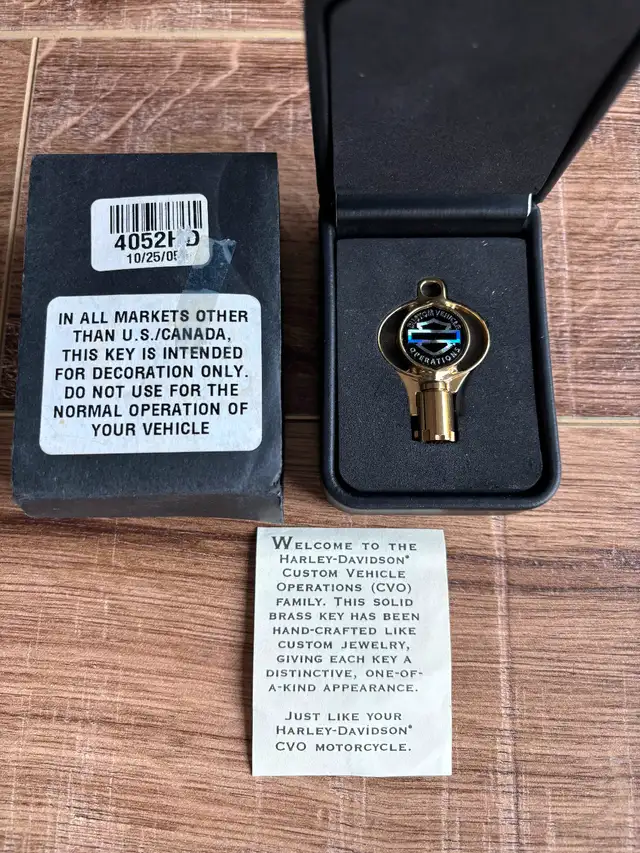 4052HD
10/25/05
IN ALL MARKETS OTHER
THAN U.S./CANADA,
THIS KEY IS INTENDED
FOR DECORATION ONLY.
DO NOT USE FOR THE
NORMAL OPERATION OF
YOUR VEHICLE
CUSTOM VEHICLE
OPERATIONS
WELCOME TO THE
HARLEY-DAVIDSON®
CUSTOM VEHICLE
OPERATIONS (CVO)
FAMILY. THIS SOLID
BRASS KEY HAS BEEN
HAND-CRAFTED LIKE
CUSTOM JEWELRY,
GIVING EACH KEY A
DISTINCTIVE, ONE-OF-
A-KIND APPEARANCE.
JUST LIKE YOUR
HARLEY-DAVIDSON®
CVO MOTORCYCLE.